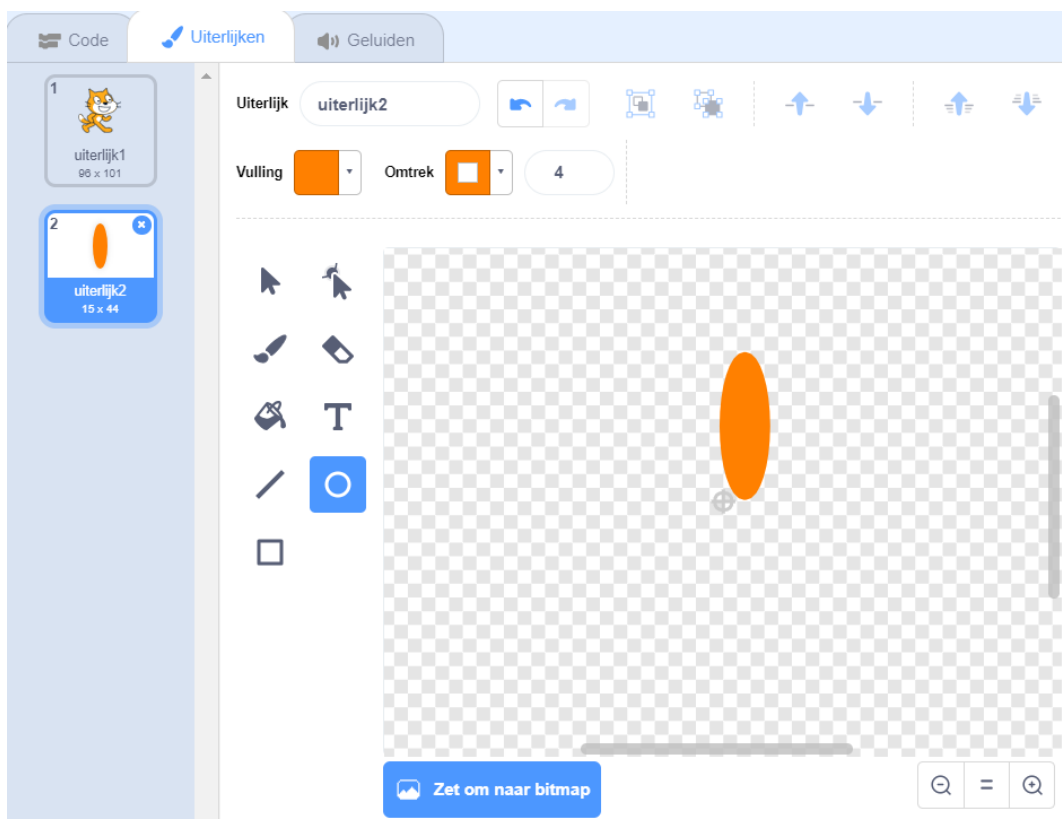 Code Uiterlijken Geluiden
1
uiterlijk1
96 x 101
2
uiterlijk2
15 x 44
Uiterlijk uiterlijk2
Vulling Omtrek 4
T
Zet om naar bitmap